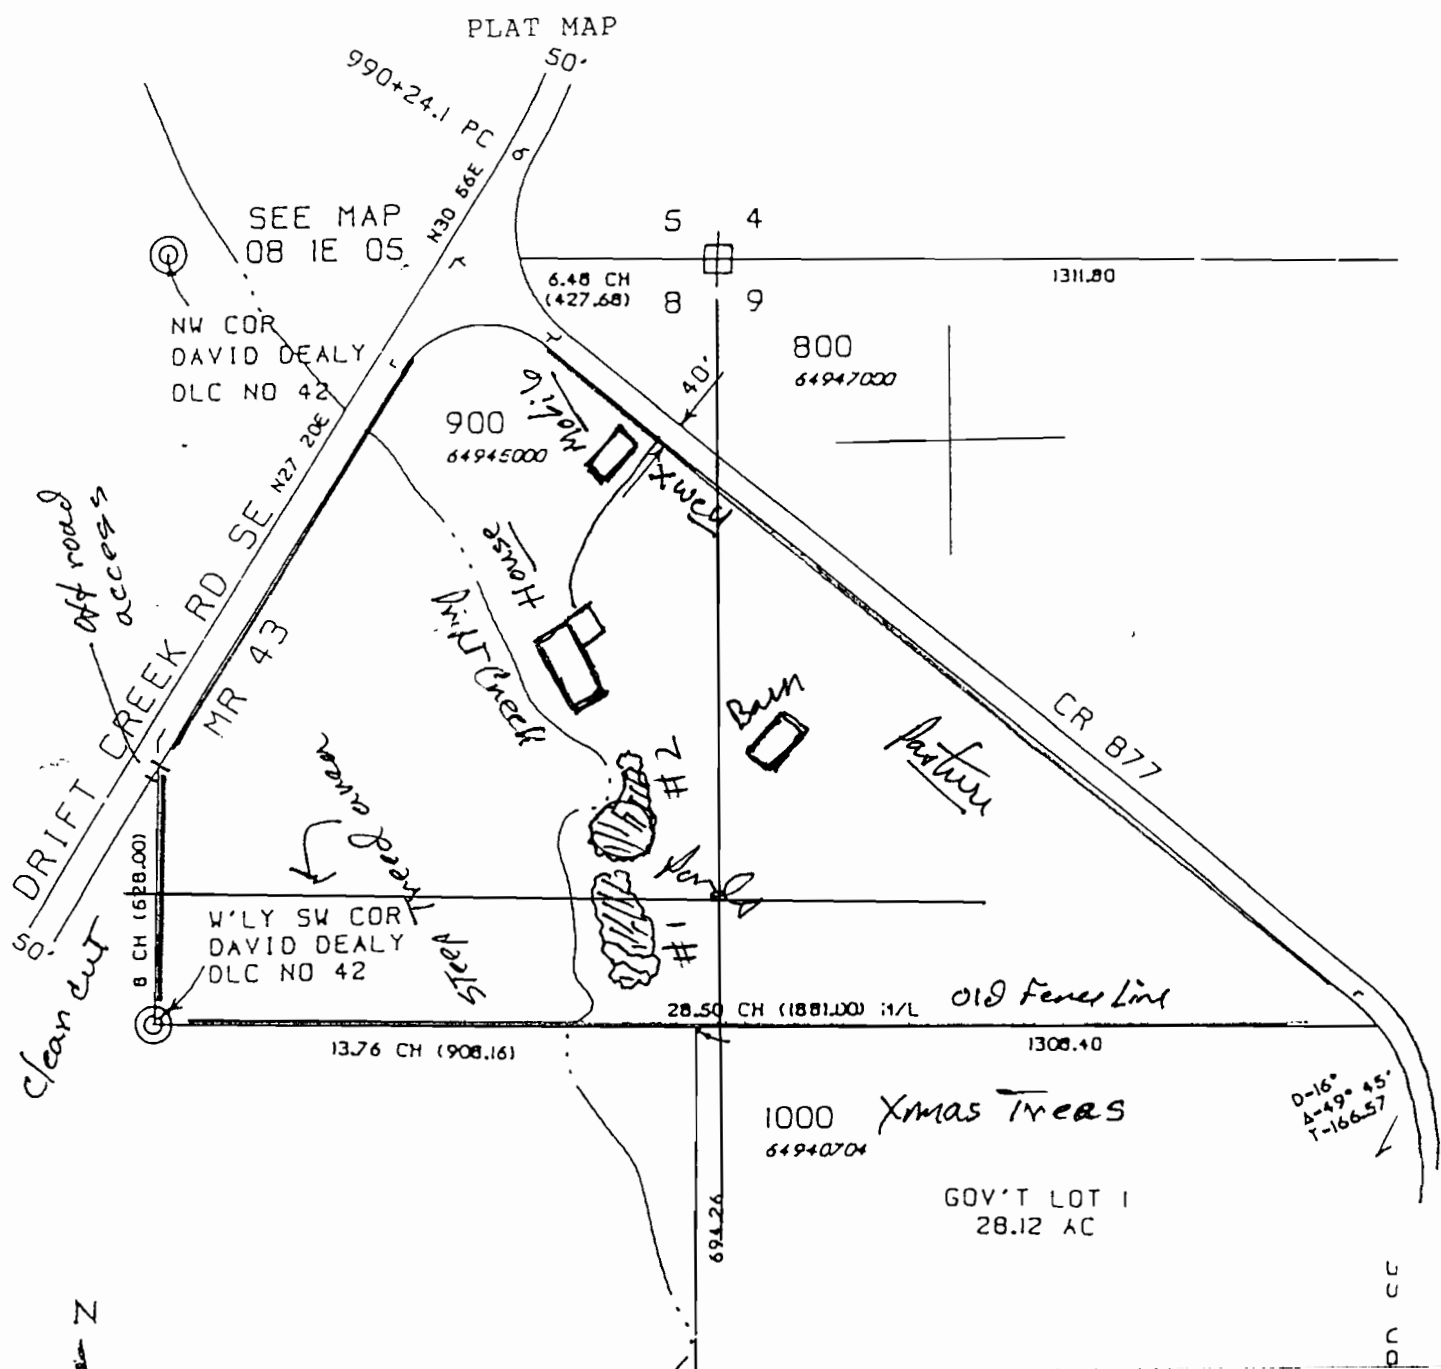 PLAT MAP
50'
990+24.1 PC
N30 56E
SEE MAP
08 1E 05
5 4
8 9
6.48 CH
(427.68)
1311.80
NW COR
DAVID DEALY
DLC NO 42
800
64947000
40'
900
64945000
Mobile
X Well
N27 20E
Off road
access
House
Drift Creek
DRIFT CREEK RD SE
MR 43
Barn
Pasture
CR 877
#2
Steep Treed area
8 CH (528.00)
W'LY SW COR
DAVID DEALY
DLC NO 42
#1
50'
Clear cut
28.50 CH (1881.00) M/L
Old Fence Line
13.76 CH (908.16)
1308.40
1000
64940704
Xmas Trees
D-16°
Δ-49° 45'
T-166.57
GOV'T LOT 1
28.12 AC
694.26
N